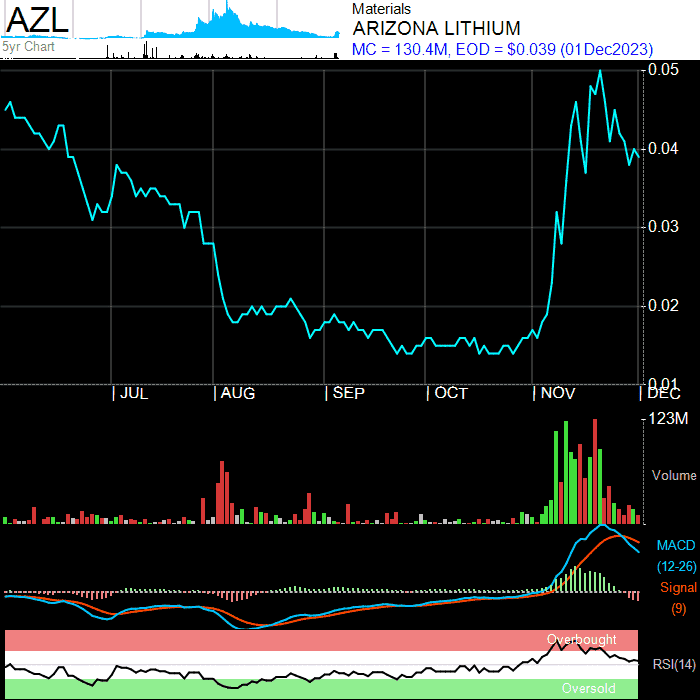 AZL
5yr Chart
Materials
ARIZONA LITHIUM
MC = 130.4M, EOD = $0.039 (01Dec2023)
0.05
0.04
0.03
0.02
0.01
JUL AUG SEP OCT NOV DEC
123M
Volume
MACD
(12-26)
Signal
(9)
Overbought
RSI(14)
Oversold